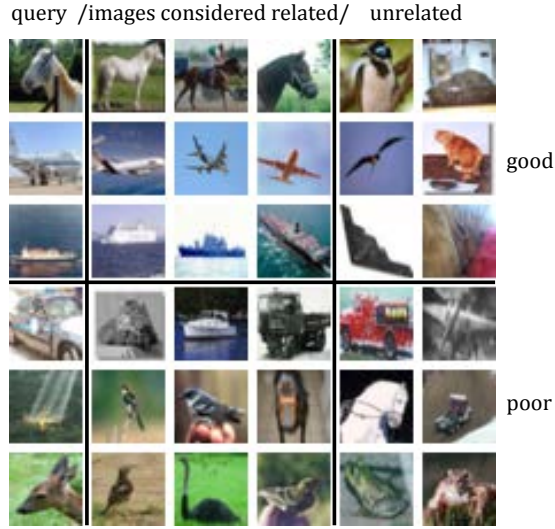 query /images considered related/ unrelated
good
poor